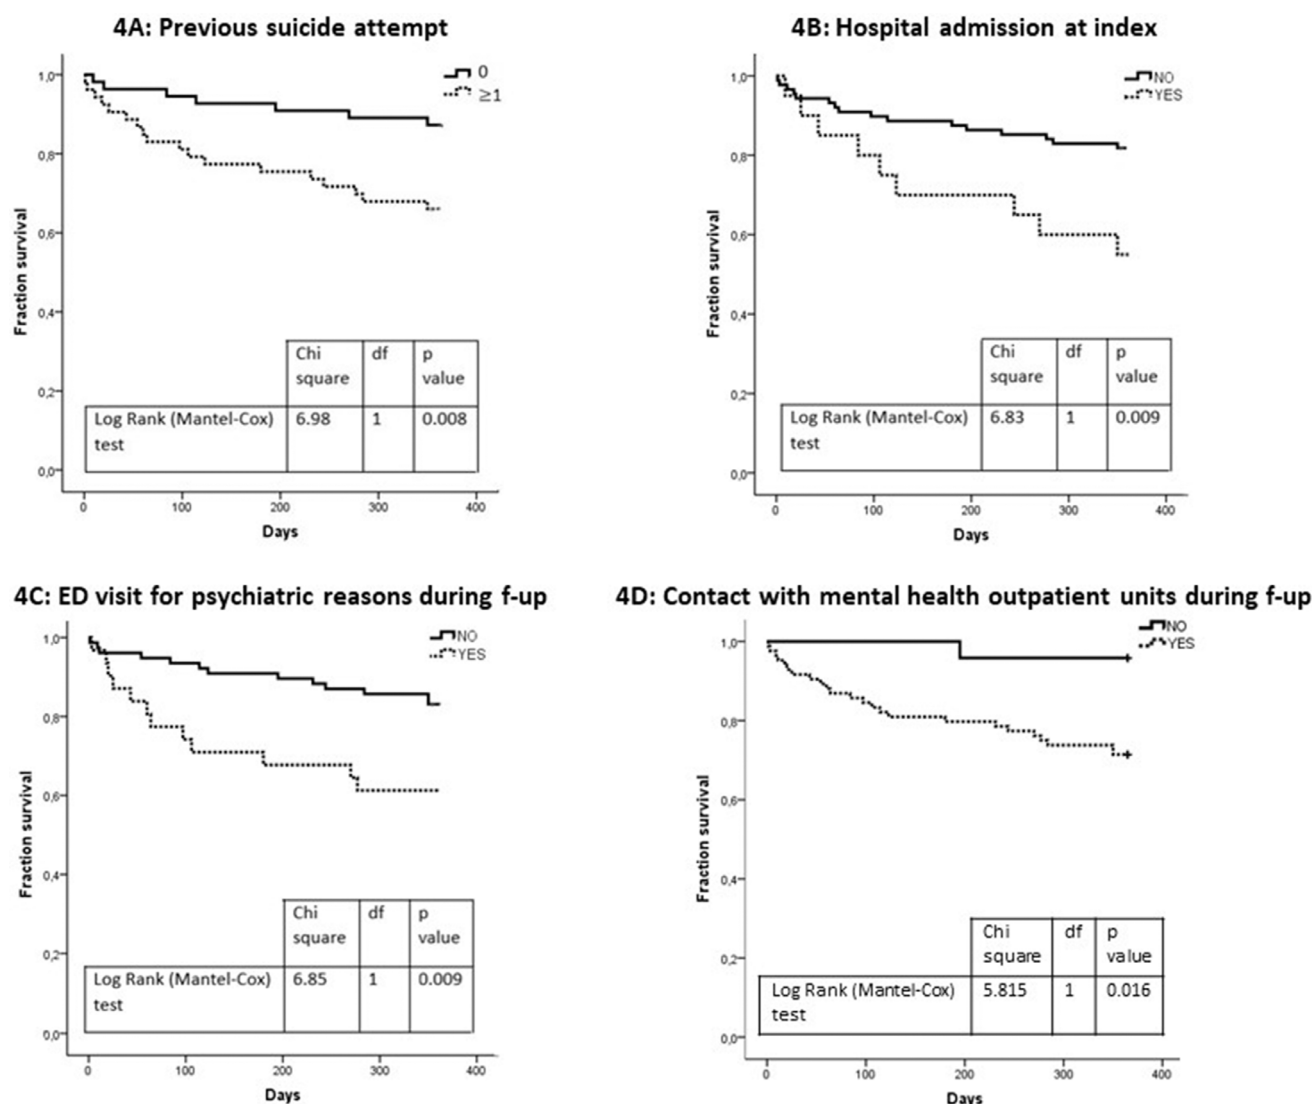 4A: Previous suicide attempt
1,0
0,8
0,6
0,4
0,2
0,0
Fraction survival
0
≥1
Chi square
df
p value
Log Rank (Mantel-Cox) test
6.98
1
0.008
0
100
200
300
400
Days
4B: Hospital admission at index
1,0
0,8
0,6
0,4
0,2
0,0
Fraction survival
NO
YES
Chi square
df
p value
Log Rank (Mantel-Cox) test
6.83
1
0.009
0
100
200
300
400
Days
4C: ED visit for psychiatric reasons during f-up
1,0
0,8
0,6
0,4
0,2
0,0
Fraction survival
NO
YES
Chi square
df
p value
Log Rank (Mantel-Cox) test
6.85
1
0.009
0
100
200
300
400
Days
4D: Contact with mental health outpatient units during f-up
1,0
0,8
0,6
0,4
0,2
0,0
Fraction survival
NO
YES
Chi square
df
p value
Log Rank (Mantel-Cox) test
5.815
1
0.016
0
100
200
300
400
Days